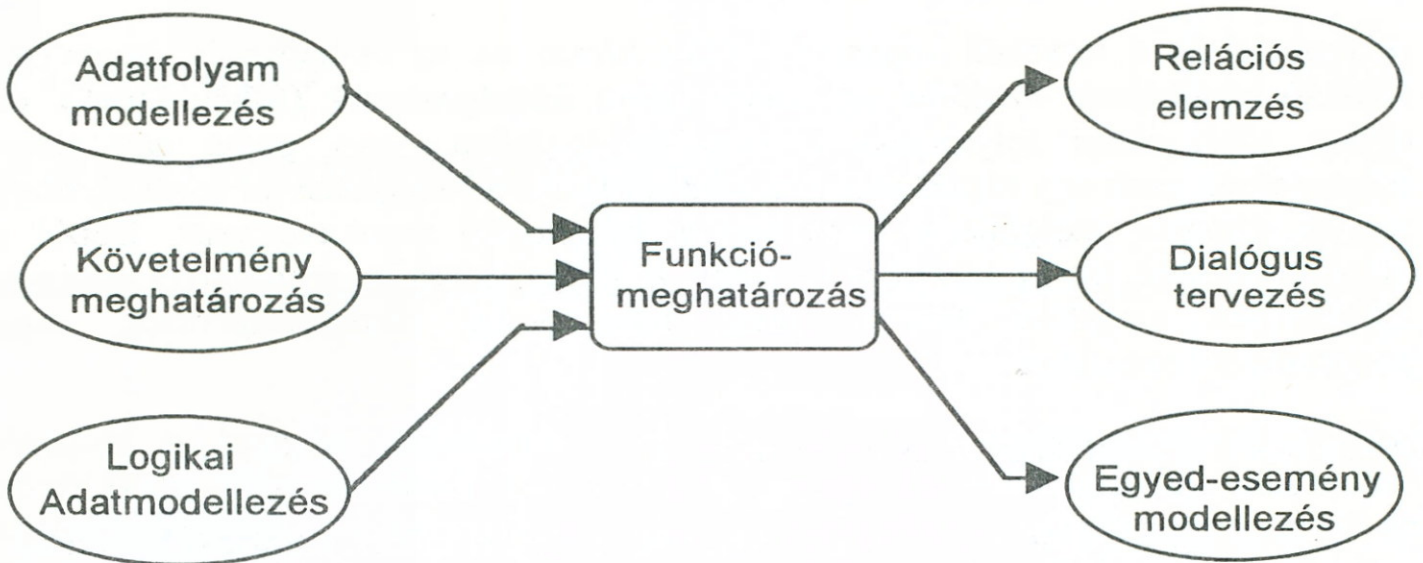 Adatfolyam
modellezés
Követelmény
meghatározás
Logikai
Adatmodellezés
Funkció-
meghatározás
Relációs
elemzés
Dialógus
tervezés
Egyed-esemény
modellezés